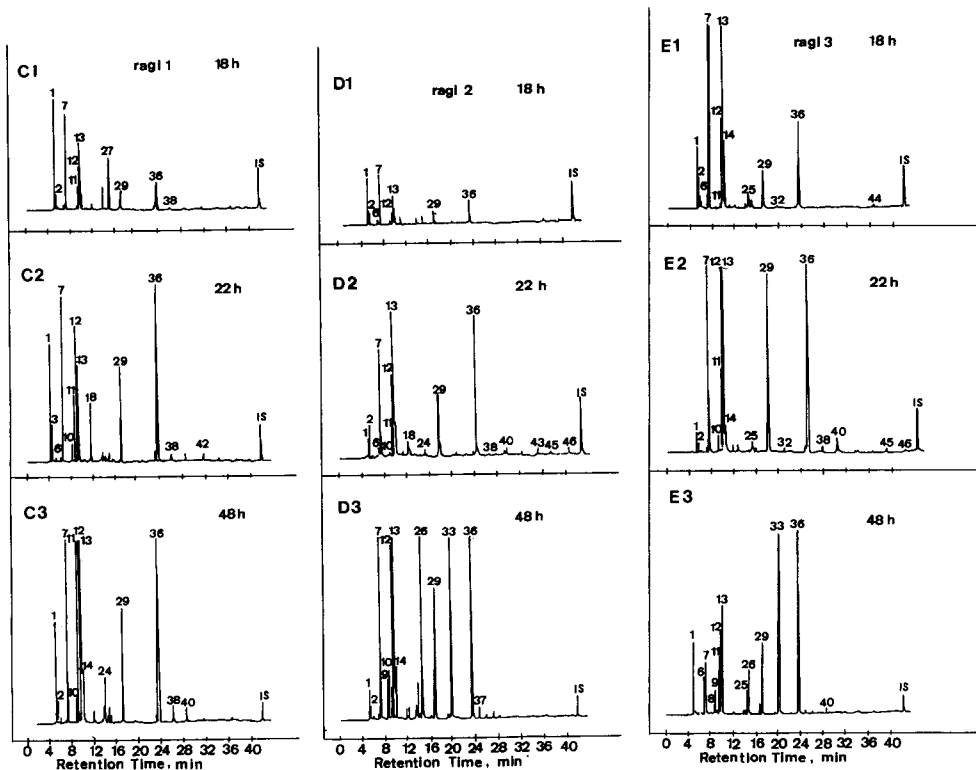 C1 ragi 1 18 h
1 2 7 11 12 13 27 29 36 38 IS
D1 ragi 2 18 h
1 2 6 7 12 13 29 36 IS
E1 ragi 3 18 h
1 2 6 7 11 12 13 14 25 29 32 36 44 IS
C2 22 h
1 3 6 7 10 11 12 13 18 29 36 38 42 IS
D2 22 h
1 2 6 7 10 11 12 13 18 24 29 36 38 40 43 45 46 IS
E2 22 h
1 2 7 10 11 12 13 14 25 29 32 36 38 40 45 46 IS
C3 48 h
1 2 7 10 11 12 13 14 24 29 36 38 40 IS
D3 48 h
1 2 7 9 10 12 13 14 26 29 33 36 37 IS
E3 48 h
1 6 7 8 9 11 12 13 25 26 29 33 36 40 IS
0 4 8 12 16 20 24 28 32 36 40
Retention Time, min
0 4 8 12 16 20 24 28 32 36 40
Retention Time, min
0 4 8 12 16 20 24 28 32 36 40
Retention Time, min